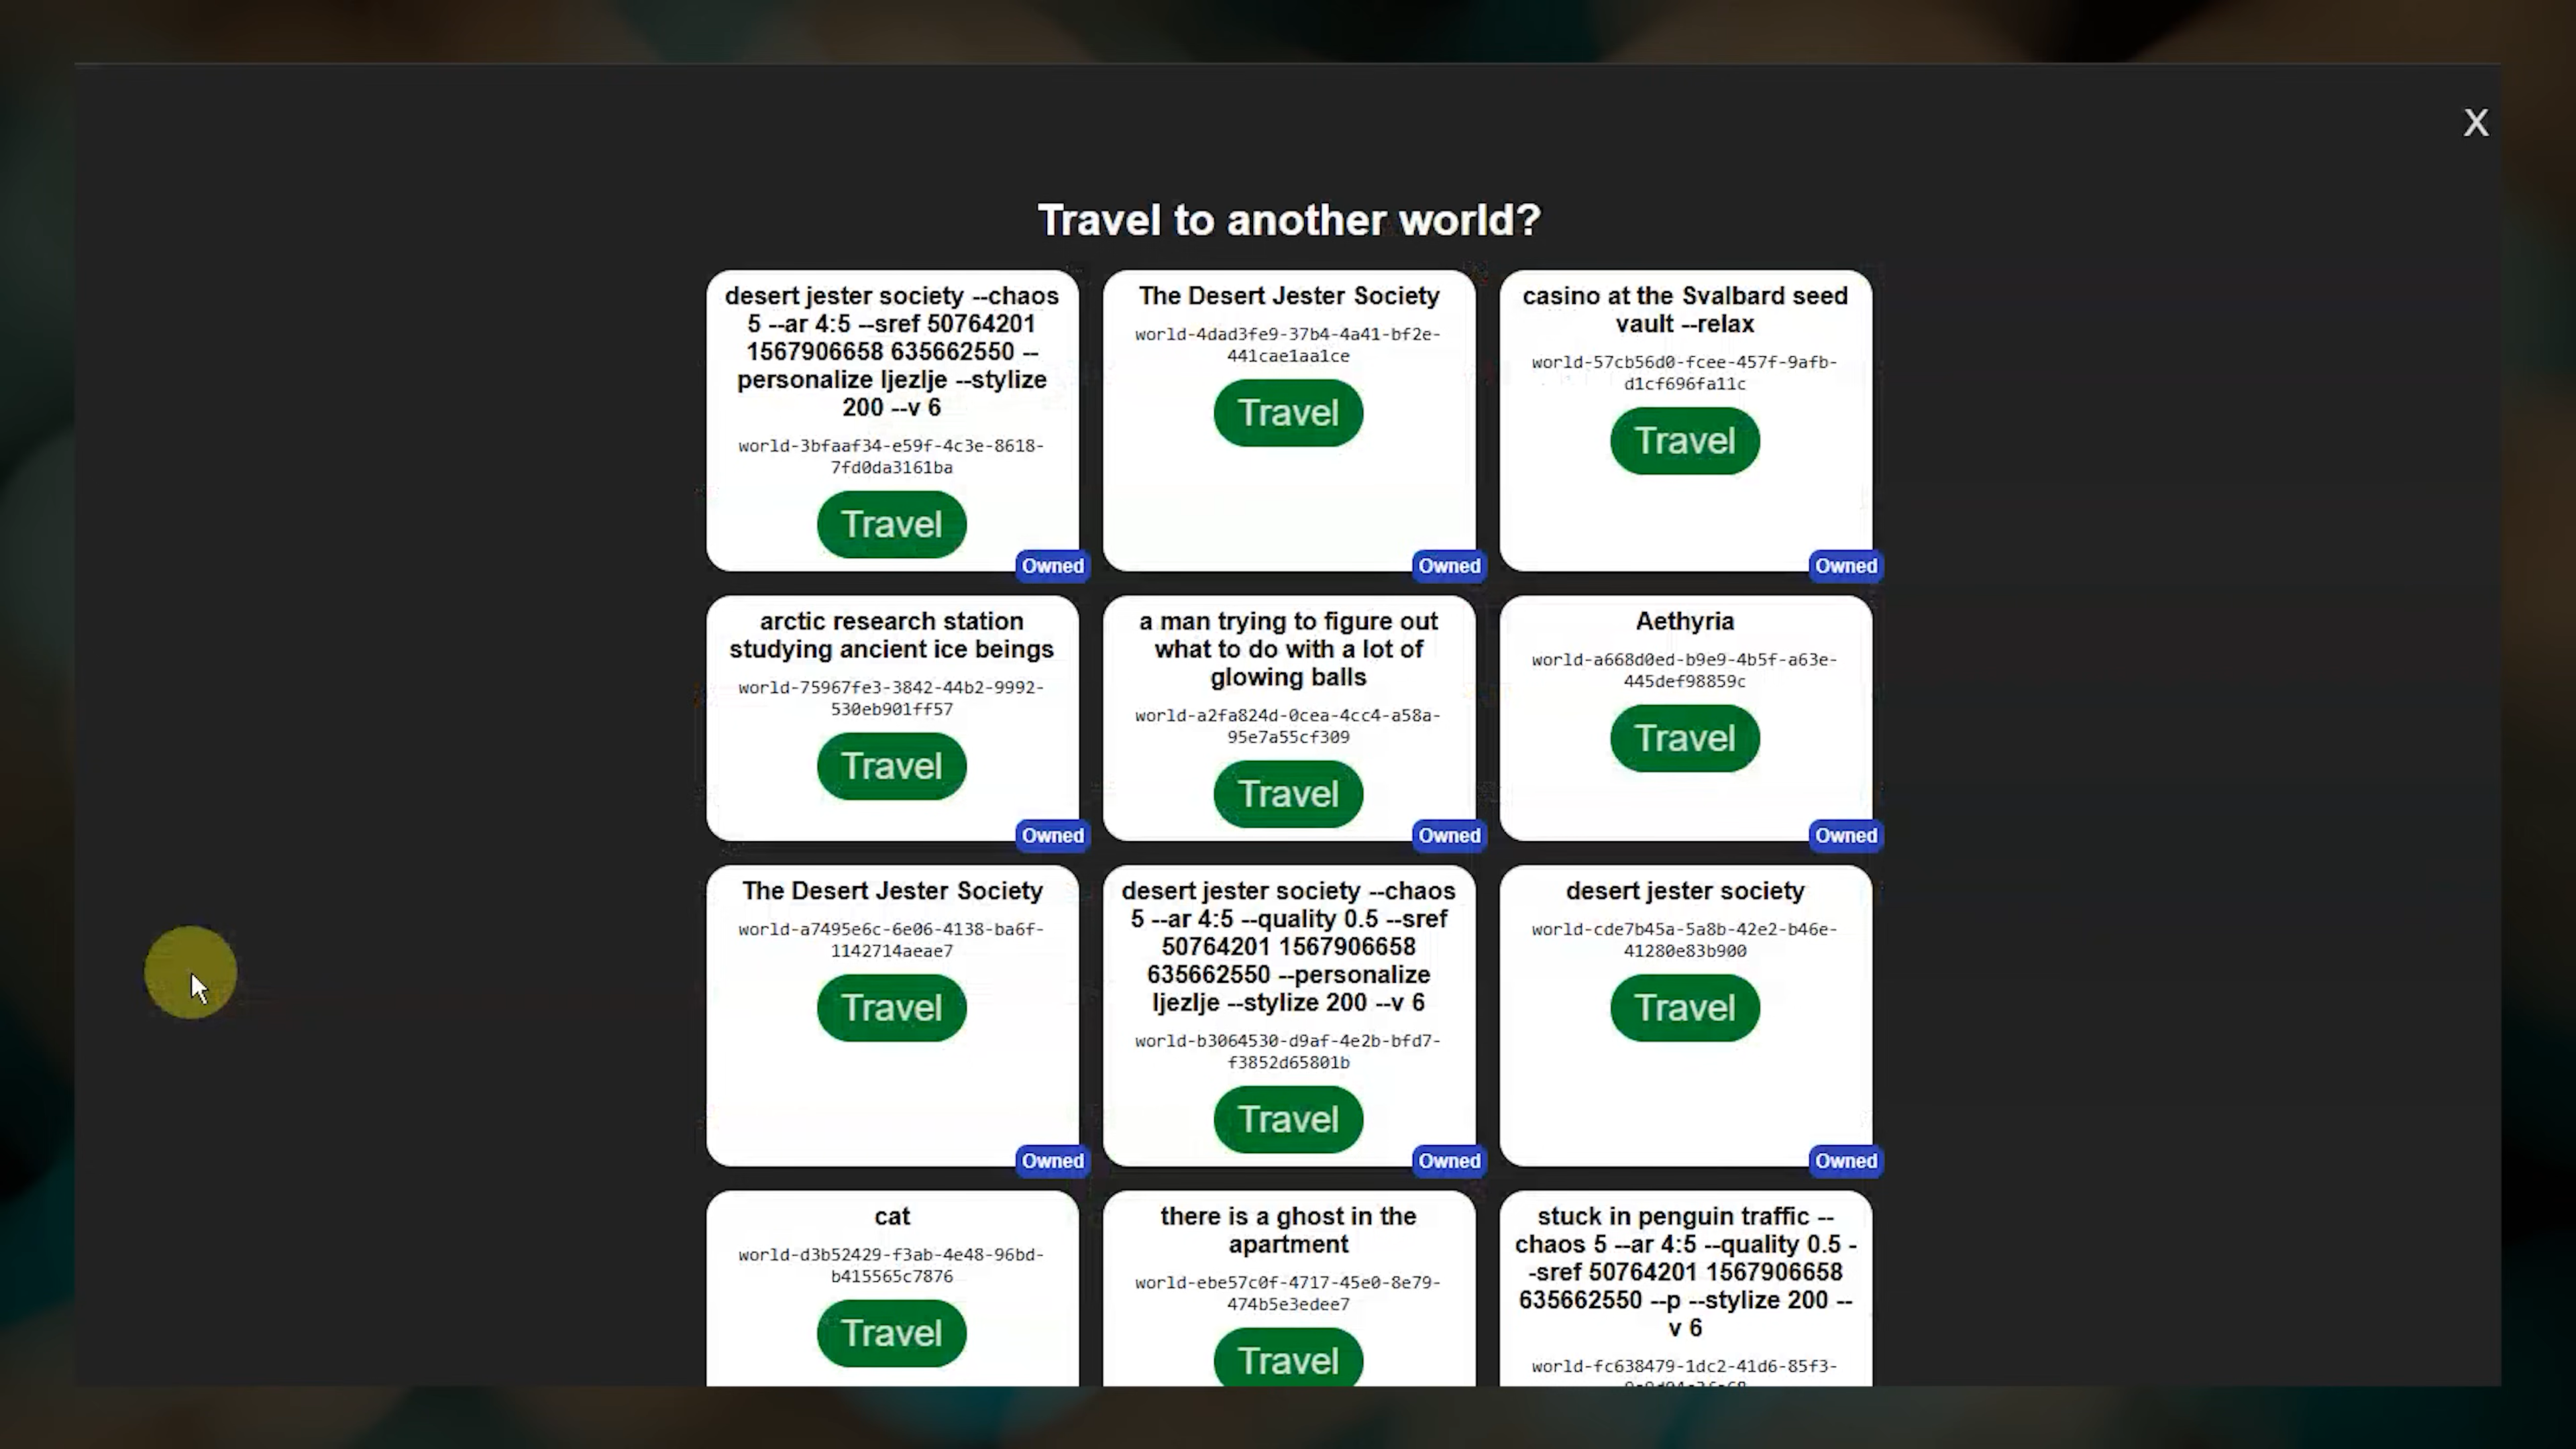 X
Travel to another world?
desert jester society --chaos
5 --ar 4:5 --sref 50764201
1567906658 635662550 --
personalize ljezlje --stylize
200 --v 6
world-3bfaaf34-e59f-4c3e-8618-
7fd0da3161ba
Travel
Owned
The Desert Jester Society
world-4dad3fe9-37b4-4a41-bf2e-
441cae1aa1ce
Travel
Owned
casino at the Svalbard seed
vault --relax
world-57cb56d0-fcee-457f-9afb-
d1cf696fa11c
Travel
Owned
arctic research station
studying ancient ice beings
world-75967fe3-3842-44b2-9992-
530eb901ff57
Travel
Owned
a man trying to figure out
what to do with a lot of
glowing balls
world-a2fa824d-0cea-4cc4-a58a-
95e7a55cf309
Travel
Owned
Aethyria
world-a668d0ed-b9e9-4b5f-a63e-
445def98859c
Travel
Owned
The Desert Jester Society
world-a7495e6c-6e06-4138-ba6f-
1142714aeae7
Travel
Owned
desert jester society --chaos
5 --ar 4:5 --quality 0.5 --sref
50764201 1567906658
635662550 --personalize
ljezlje --stylize 200 --v 6
world-b3064530-d9af-4e2b-bfd7-
f3852d65801b
Travel
Owned
desert jester society
world-cde7b45a-5a8b-42e2-b46e-
41280e83b900
Travel
Owned
cat
world-d3b52429-f3ab-4e48-96bd-
b415565c7876
Travel
there is a ghost in the
apartment
world-ebe57c0f-4717-45e0-8e79-
474b5e3edee7
Travel
stuck in penguin traffic --
chaos 5 --ar 4:5 --quality 0.5 -
-sref 50764201 1567906658
635662550 --p --stylize 200 --
v 6
world-fc638479-1dc2-41d6-85f3-